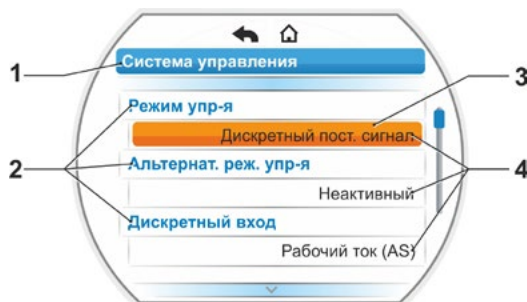 1
Система управления
3
Режим упр-я
Дискретный пост. сигнал
2
Альтернат. реж. упр-я
4
Неактивный
Дискретный вход
Рабочий ток (AS)